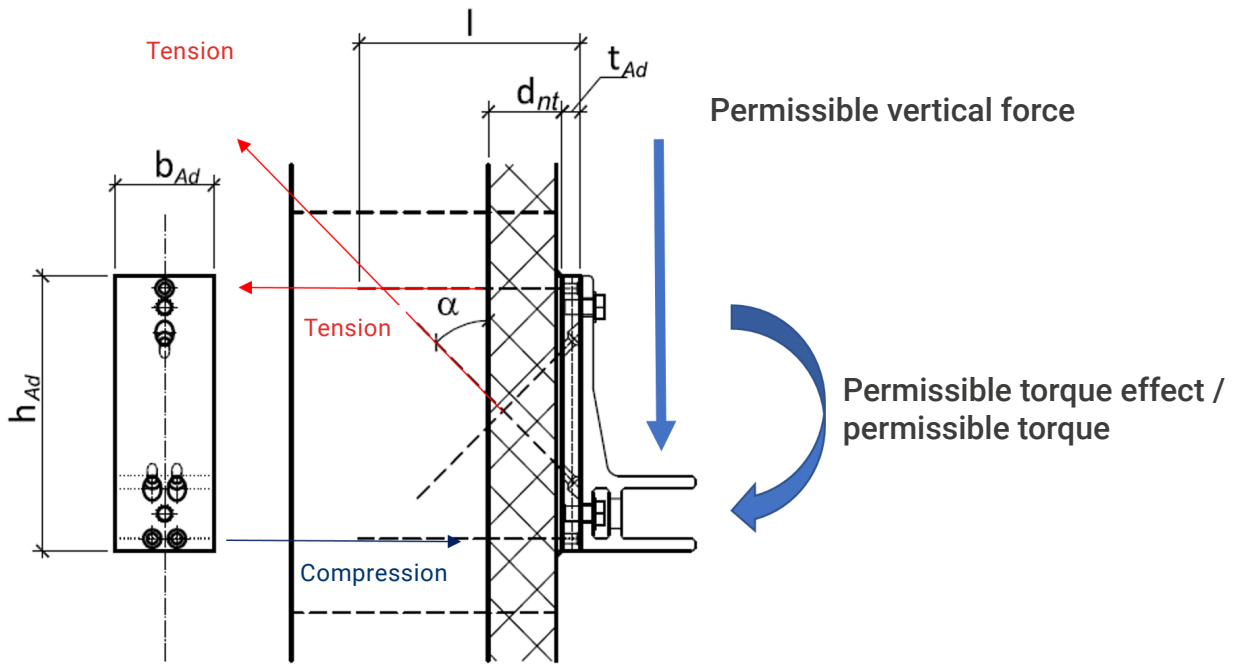 l
Tension
t_Ad
d_nt
Permissible vertical force
b_Ad
α
Tension
h_Ad
Permissible torque effect /
permissible torque
Compression